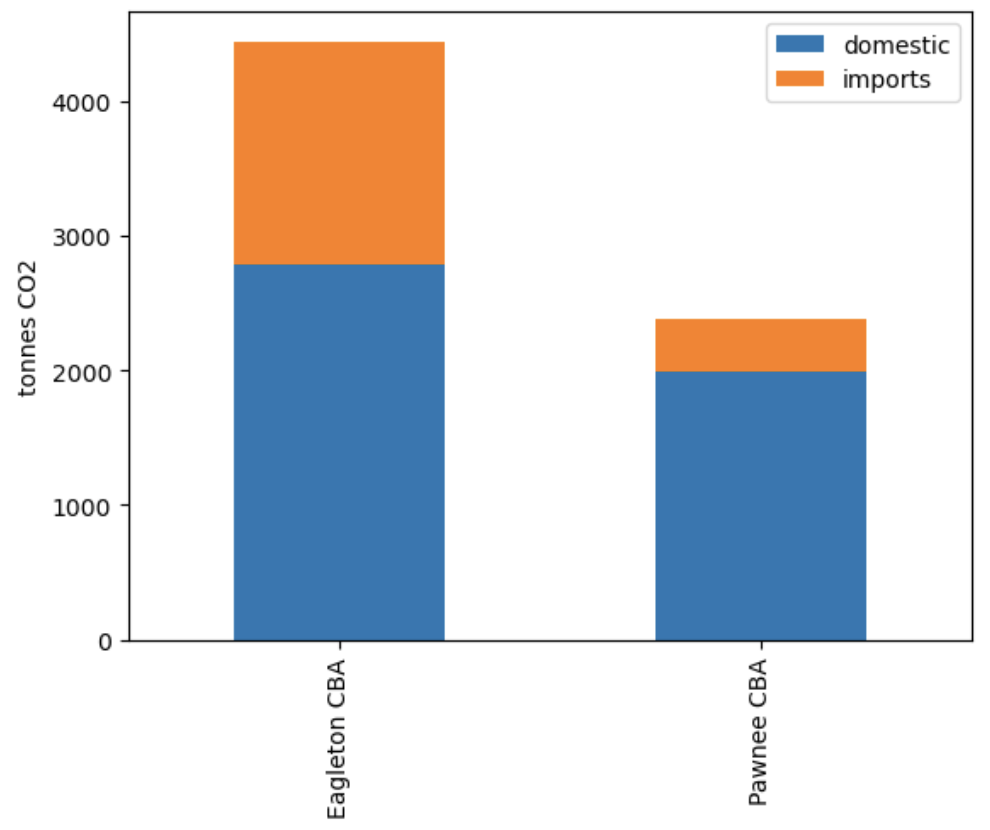 domestic
imports
4000
3000
2000
1000
0
tonnes CO2
Eagleton CBA
Pawnee CBA